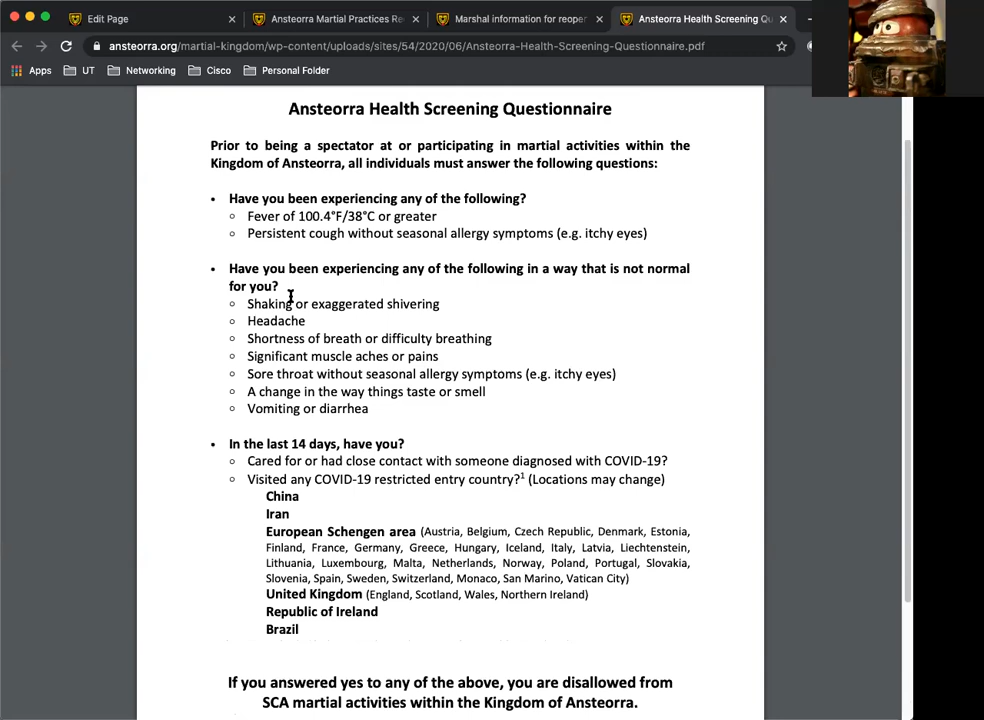 Edit Page
Ansteorra Martial Practices Re
Marshal information for reoper
Ansteorra Health Screening Qu
ansteorra.org/martial-kingdom/wp-content/uploads/sites/54/2020/06/Ansteorra-Health-Screening-Questionnaire.pdf
Apps UT Networking Cisco Personal Folder
Ansteorra Health Screening Questionnaire
Prior to being a spectator at or participating in martial activities within the
Kingdom of Ansteorra, all individuals must answer the following questions:
• Have you been experiencing any of the following?
○ Fever of 100.4°F/38°C or greater
○ Persistent cough without seasonal allergy symptoms (e.g. itchy eyes)
• Have you been experiencing any of the following in a way that is not normal
for you?
○ Shaking or exaggerated shivering
○ Headache
○ Shortness of breath or difficulty breathing
○ Significant muscle aches or pains
○ Sore throat without seasonal allergy symptoms (e.g. itchy eyes)
○ A change in the way things taste or smell
○ Vomiting or diarrhea
• In the last 14 days, have you?
○ Cared for or had close contact with someone diagnosed with COVID-19?
○ Visited any COVID-19 restricted entry country?¹ (Locations may change)
China
Iran
European Schengen area (Austria, Belgium, Czech Republic, Denmark, Estonia,
Finland, France, Germany, Greece, Hungary, Iceland, Italy, Latvia, Liechtenstein,
Lithuania, Luxembourg, Malta, Netherlands, Norway, Poland, Portugal, Slovakia,
Slovenia, Spain, Sweden, Switzerland, Monaco, San Marino, Vatican City)
United Kingdom (England, Scotland, Wales, Northern Ireland)
Republic of Ireland
Brazil
If you answered yes to any of the above, you are disallowed from
SCA martial activities within the Kingdom of Ansteorra.